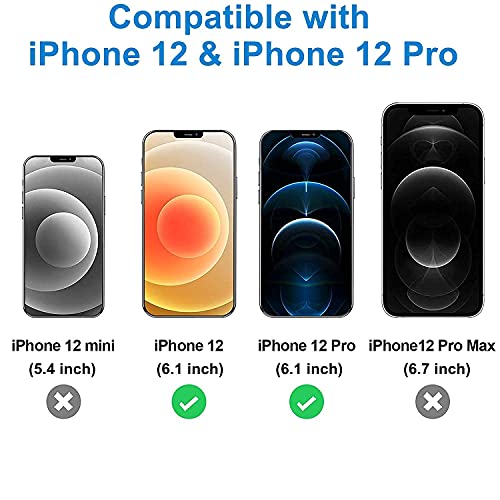 Compatible with
iPhone 12 & iPhone 12 Pro
iPhone 12 mini
(5.4 inch)
iPhone 12
(6.1 inch)
iPhone 12 Pro
(6.1 inch)
iPhone12 Pro Max
(6.7 inch)